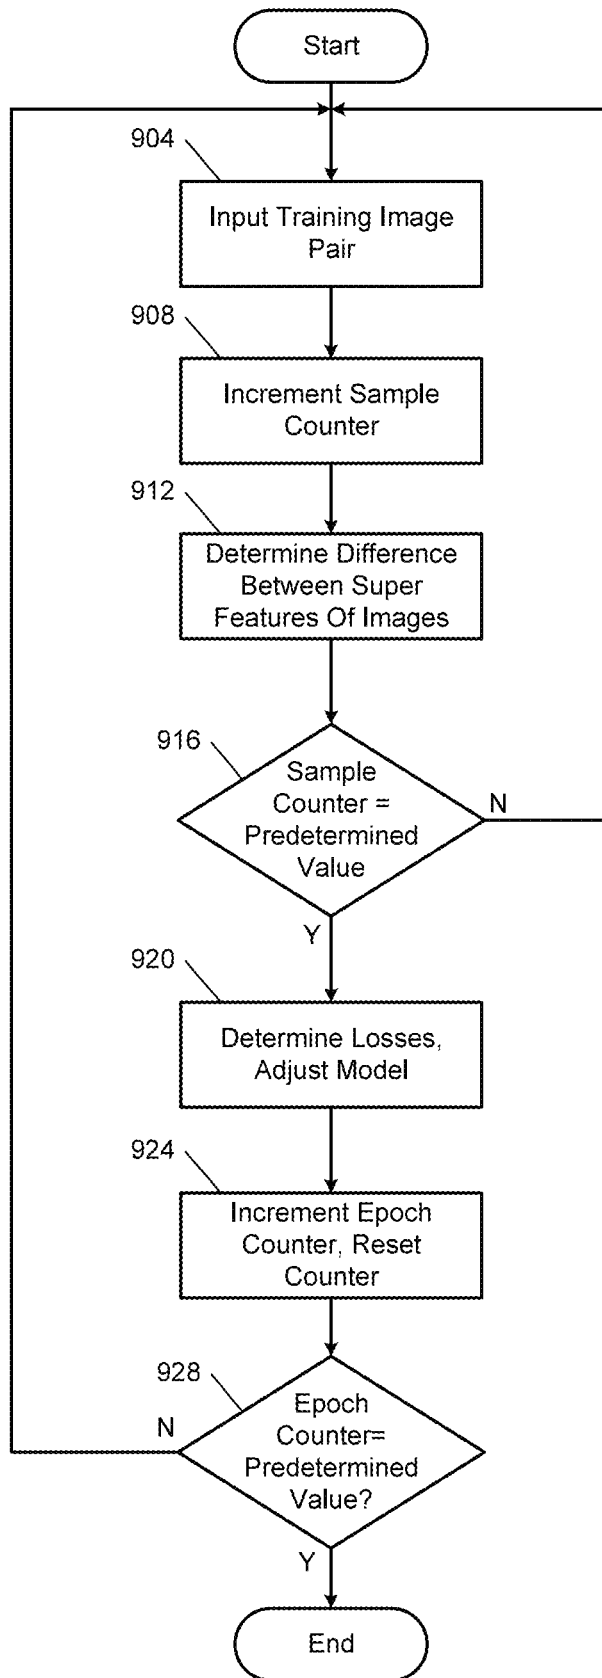 Start
904
Input Training Image
Pair
908
Increment Sample
Counter
912
Determine Difference
Between Super
Features Of Images
916
Sample
Counter =
Predetermined
Value
N
Y
920
Determine Losses,
Adjust Model
924
Increment Epoch
Counter, Reset
Counter
928
Epoch
Counter=
Predetermined
Value?
N
Y
End